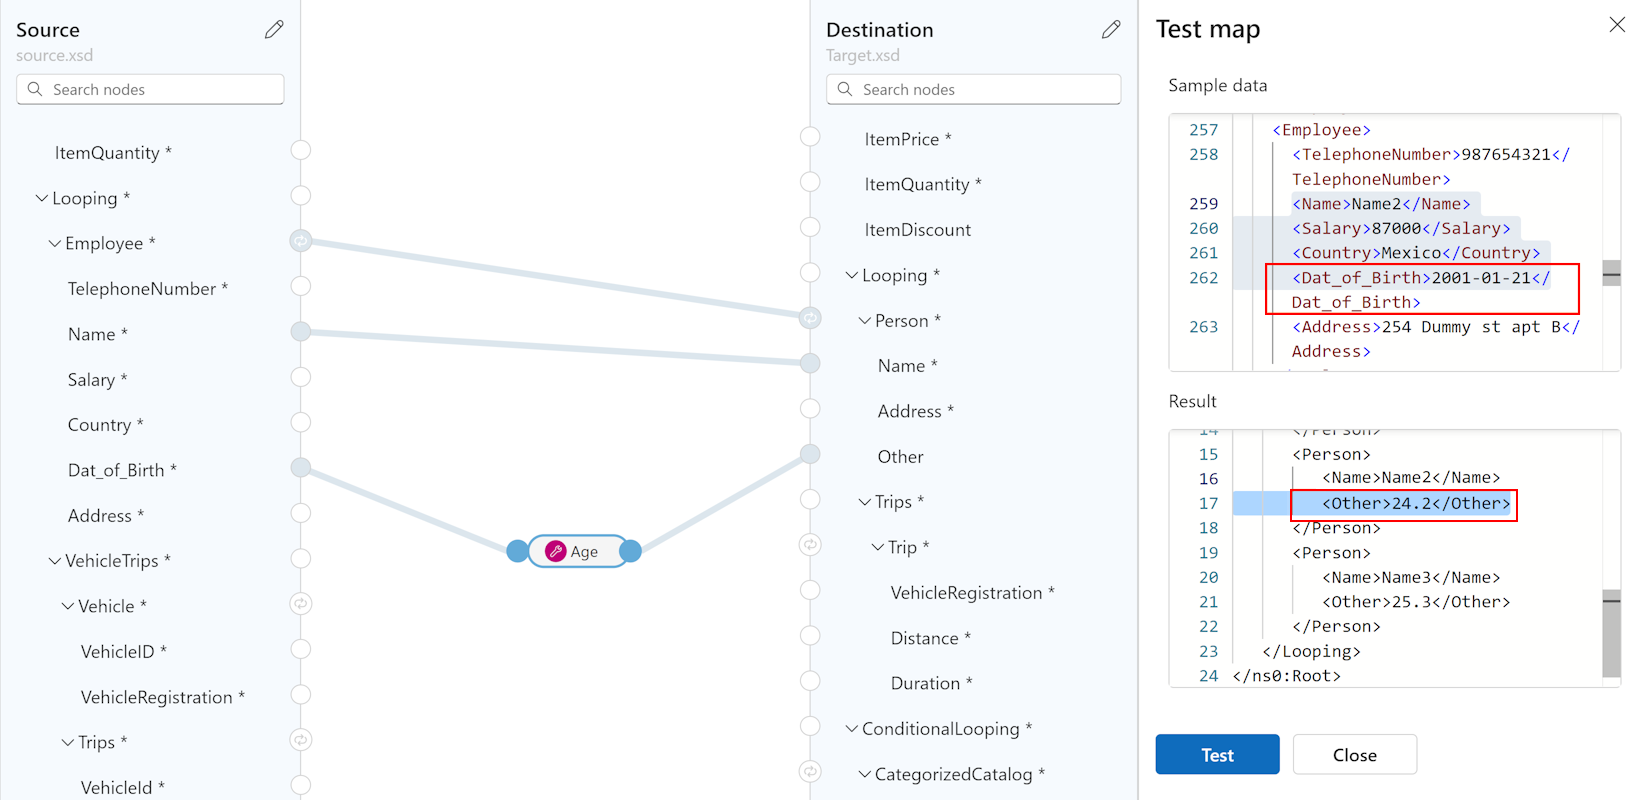 Source
source.xsd
Search nodes
ItemQuantity *
Looping *
Employee *
TelephoneNumber *
Name *
Salary *
Country *
Dat_of_Birth *
Address *
VehicleTrips *
Vehicle *
VehicleID *
VehicleRegistration *
Trips *
VehicleId *
Age
Destination
Target.xsd
Search nodes
ItemPrice *
ItemQuantity *
ItemDiscount
Looping *
Person *
Name *
Address *
Other
Trips *
Trip *
VehicleRegistration *
Distance *
Duration *
ConditionalLooping *
CategorizedCatalog *
Test map
Sample data
257 <Employee>
258 <TelephoneNumber>987654321</
TelephoneNumber>
259 <Name>Name2</Name>
260 <Salary>87000</Salary>
261 <Country>Mexico</Country>
262 <Dat_of_Birth>2001-01-21</
Dat_of_Birth>
263 <Address>254 Dummy st apt B</
Address>
Result
14 </Person>
15 <Person>
16 <Name>Name2</Name>
17 <Other>24.2</Other>
18 </Person>
19 <Person>
20 <Name>Name3</Name>
21 <Other>25.3</Other>
22 </Person>
23 </Looping>
24 </ns0:Root>
Test
Close